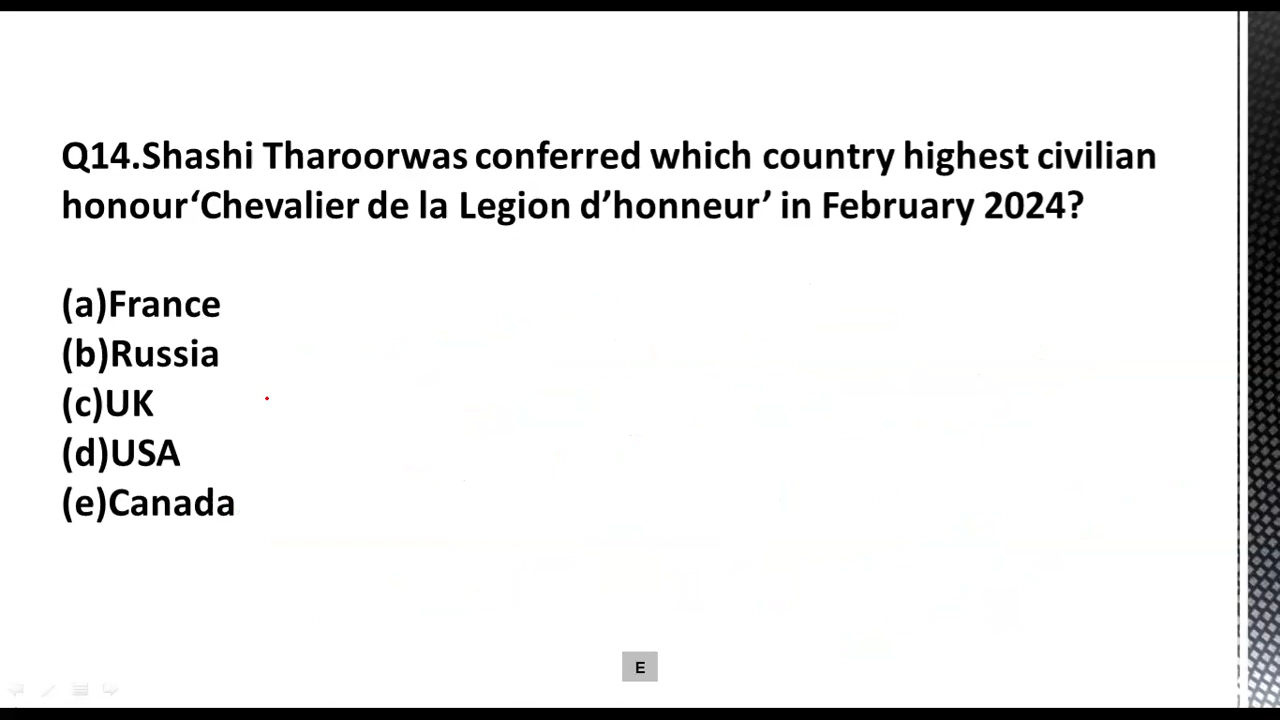 Q14.Shashi Tharoorwas conferred which country highest civilian
honour‘Chevalier de la Legion d’honneur’ in February 2024?
(a)France
(b)Russia
(c)UK
(d)USA
(e)Canada
E